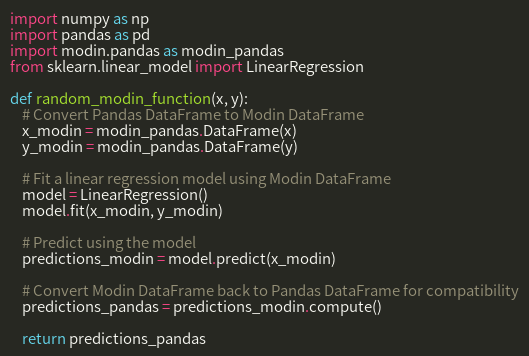 import numpy as np
import pandas as pd
import modin.pandas as modin_pandas
from sklearn.linear_model import LinearRegression
def random_modin_function(x, y):
# Convert Pandas DataFrame to Modin DataFrame
x_modin = modin_pandas.DataFrame(x)
y_modin = modin_pandas.DataFrame(y)
# Fit a linear regression model using Modin DataFrame
model = LinearRegression()
model.fit(x_modin, y_modin)
# Predict using the model
predictions_modin = model.predict(x_modin)
# Convert Modin DataFrame back to Pandas DataFrame for compatibility
predictions_pandas = predictions_modin.compute()
return predictions_pandas